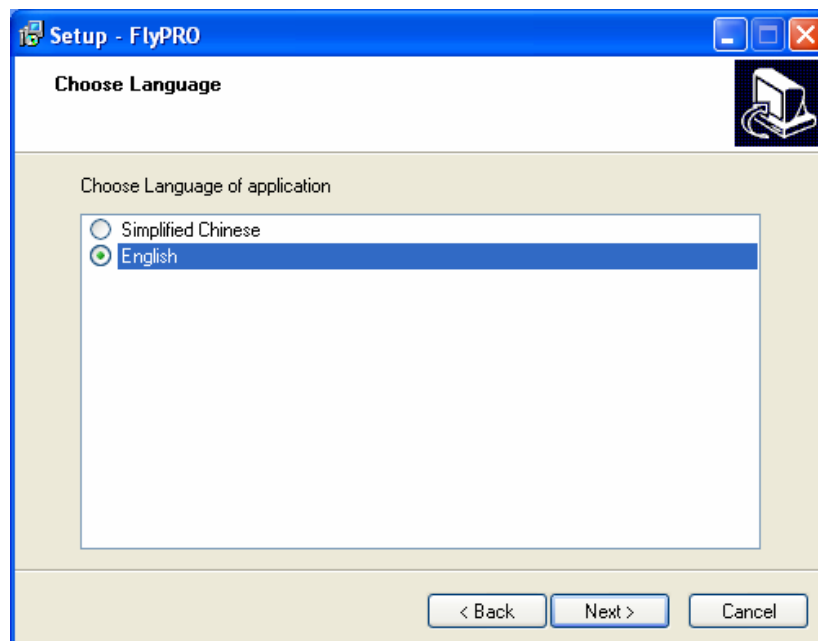 Setup - FlyPRO
Choose Language
Choose Language of application
Simplified Chinese
English
< Back
Next >
Cancel